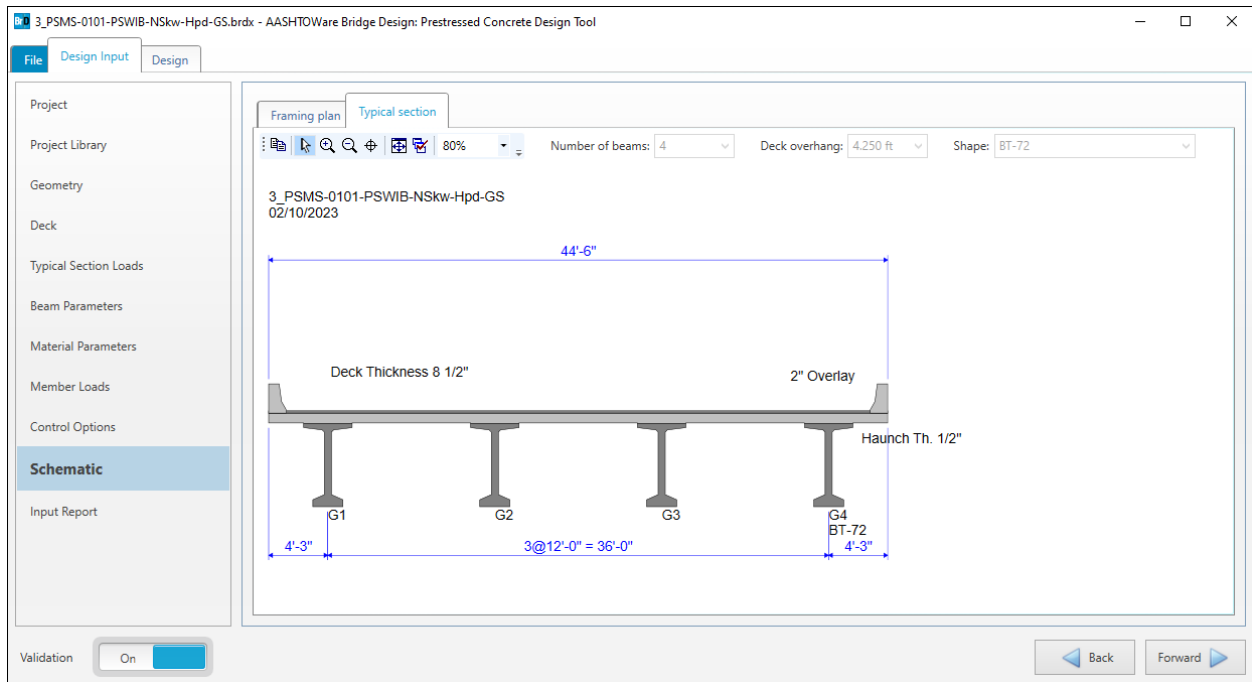 BrD 3_PSMS-0101-PSWIB-NSkw-Hpd-GS.brdx - AASHTOWare Bridge Design: Prestressed Concrete Design Tool
File Design Input Design
Project
Project Library
Geometry
Deck
Typical Section Loads
Beam Parameters
Material Parameters
Member Loads
Control Options
Schematic
Input Report
Framing plan Typical section
80% Number of beams: 4 Deck overhang: 4.250 ft Shape: BT-72
3_PSMS-0101-PSWIB-NSkw-Hpd-GS
02/10/2023
44'-6"
Deck Thickness 8 1/2"
2" Overlay
Haunch Th. 1/2"
G1 G2 G3 G4
BT-72
4'-3" 3@12'-0" = 36'-0" 4'-3"
Validation On
Back Forward